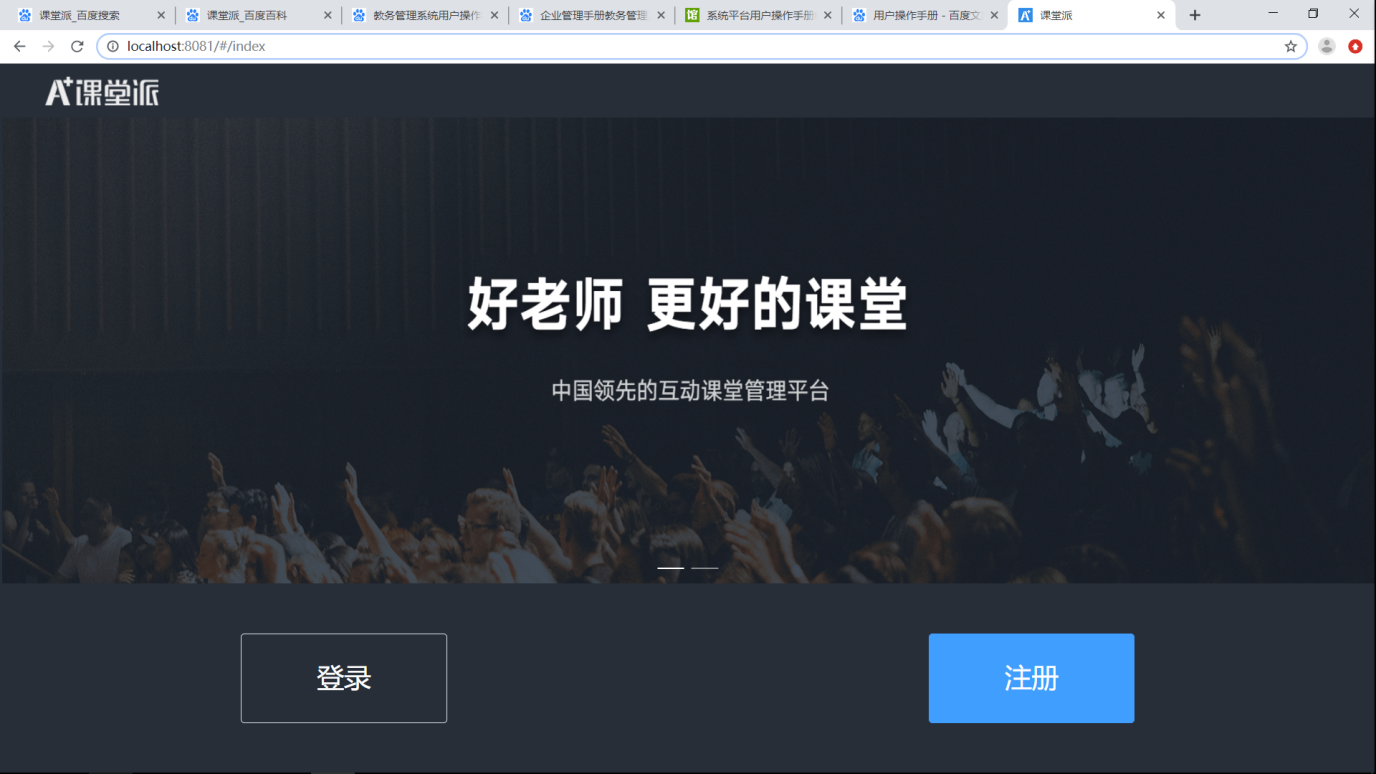 课堂派_百度搜索
课堂派_百度百科
教务管理系统用户操作
企业管理手册教务管理
系统平台用户操作手册
用户操作手册 - 百度文
课堂派
localhost:8081/#/index
A+课堂派
好老师 更好的课堂
中国领先的互动课堂管理平台
登录
注册